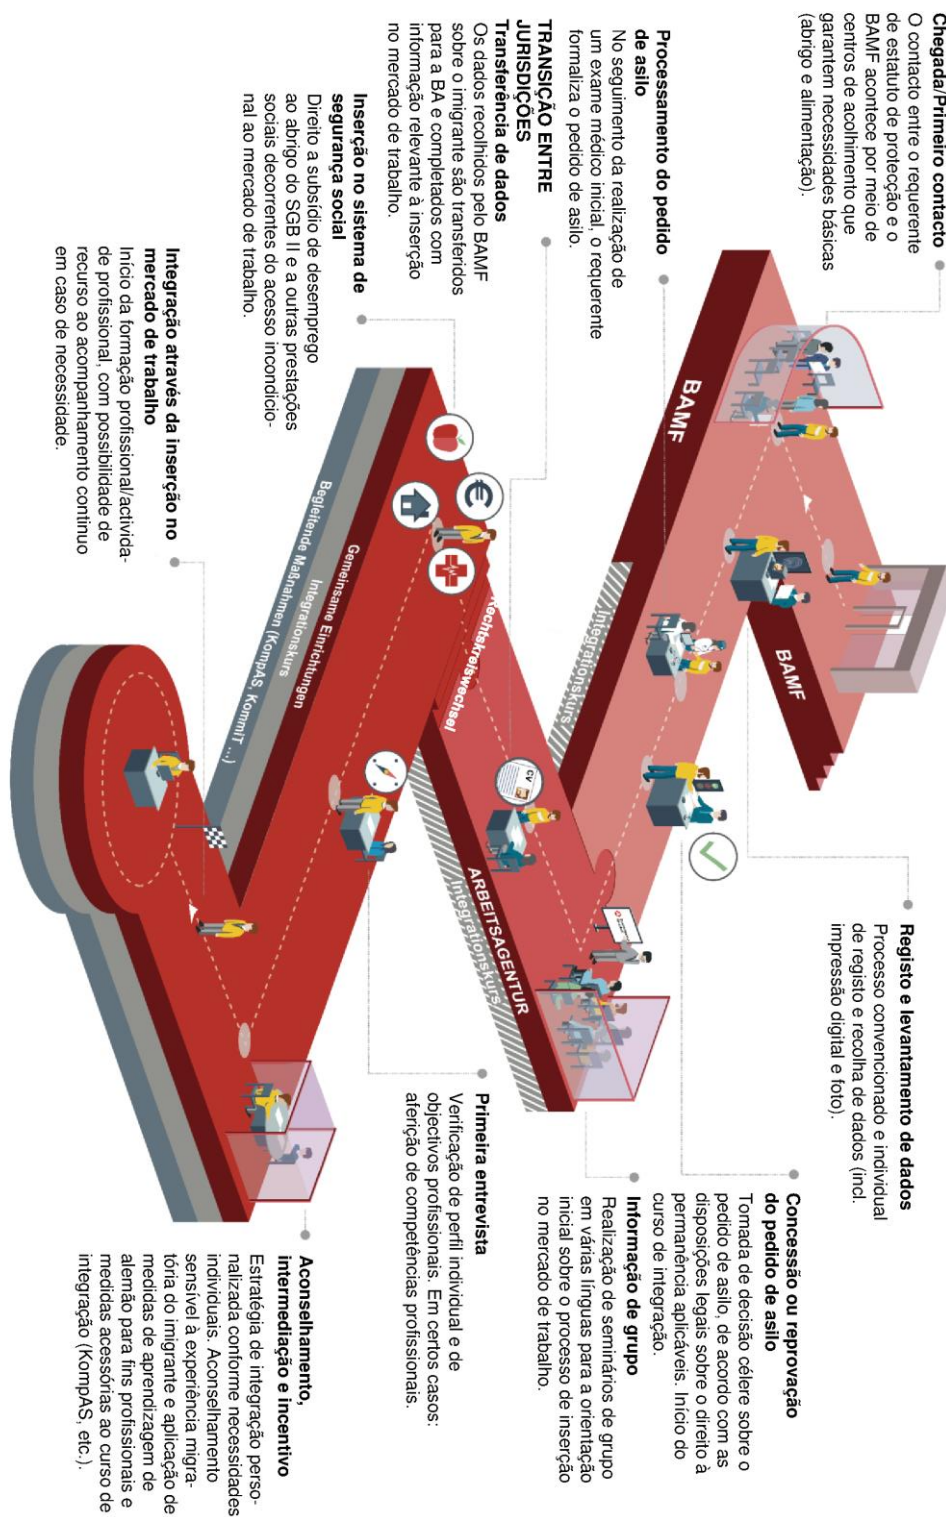 Chegada/Primeiro contacto
O contacto entre o requerente
de estatuto de protecção e o
BAMF acontece por meio de
centros de acolhimento que
garantem necessidades básicas
(abrigo e alimentação).
Registo e levantamento de dados
Processo convencionado e individual
de registo e recolha de dados (incl.
impressão digital e foto).
Processamento do pedido
de asilo
No seguimento da realização de
um exame médico inicial, o requerente
formaliza o pedido de asilo.
Concessão ou reprovação
do pedido de asilo
Tomada de decisão célere sobre o
pedido de asilo, de acordo com as
disposições legais sobre o direito à
permanência aplicáveis. Início do
curso de integração.
BAMF
BAMF
Integrationskurs
Informação de grupo
Realização de seminários de grupo
em várias línguas para a orientação
inicial sobre o processo de inserção
no mercado de trabalho.
TRANSIÇÃO ENTRE
JURISDIÇÕES
Transferência de dados
Os dados recolhidos pelo BAMF
sobre o imigrante são transferidos
para a BA e completados com
informação relevante à inserção
no mercado de trabalho.
CV
ARBEITSAGENTUR
Integrationskurs
Rechtskreiswechsel
Inserção no sistema de
segurança social
Direito a subsídio de desemprego
ao abrigo do SGB II e a outras prestações
sociais decorrentes do acesso incondicio-
nal ao mercado de trabalho.
€
Primeira entrevista
Verificação de perfil individual e de
objectivos profissionais. Em certos casos:
aferição de competências profissionais.
Gemeinsame Einrichtungen
Integrationskurs
Begleitende Maßnahmen (KompAS, KommIT ...)
Aconselhamento,
intermediação e incentivo
Estratégia de integração perso-
nalizada conforme necessidades
individuais. Aconselhamento
sensível à experiência migra-
tória do imigrante e aplicação de
medidas de aprendizagem de
alemão para fins profissionais e
medidas acessórias ao curso de
integração (KompAS, etc.).
Integração através da inserção no
mercado de trabalho
Início da formação profissional/activida-
de profissional, com possibilidade de
recurso ao acompanhamento contínuo
em caso de necessidade.